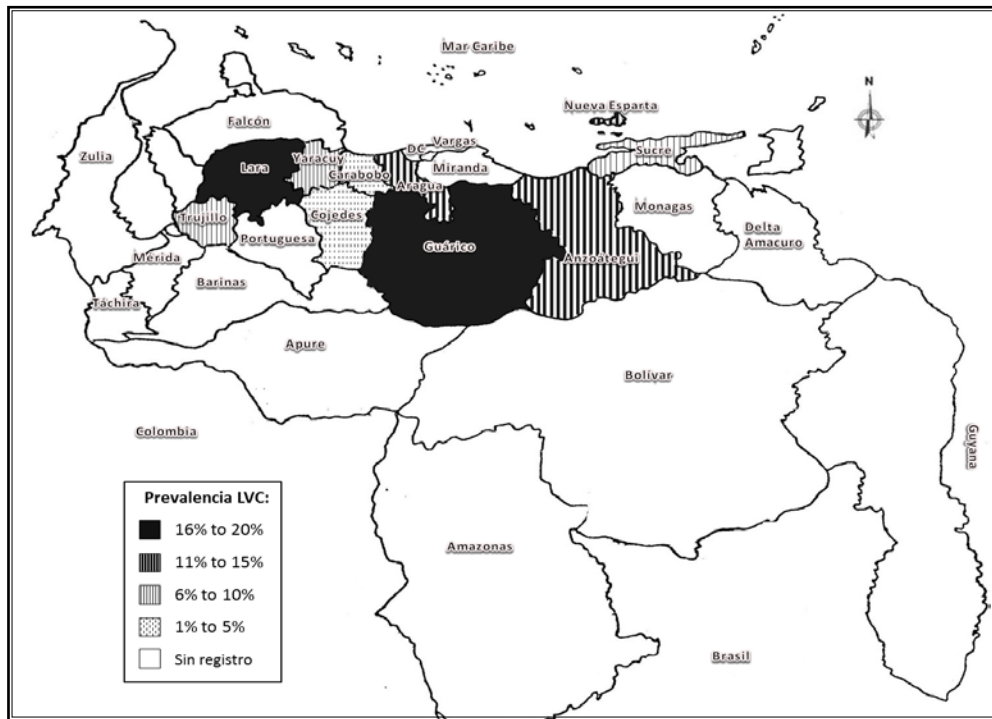 Mar Caribe
N
Nueva Esparta
Falcón
Vargas
DC
Sucre
Zulia
Yaracuy
Lara
Carabobo
Miranda
Aragua
Trujillo
Cojedes
Monagas
Delta
Amacuro
Portuguesa
Guárico
Anzoátegui
Mérida
Barinas
Táchira
Apure
Bolívar
Colombia
Guyana
Prevalencia LVC:
16% to 20%
11% to 15%
6% to 10%
1% to 5%
Sin registro
Amazonas
Brasil